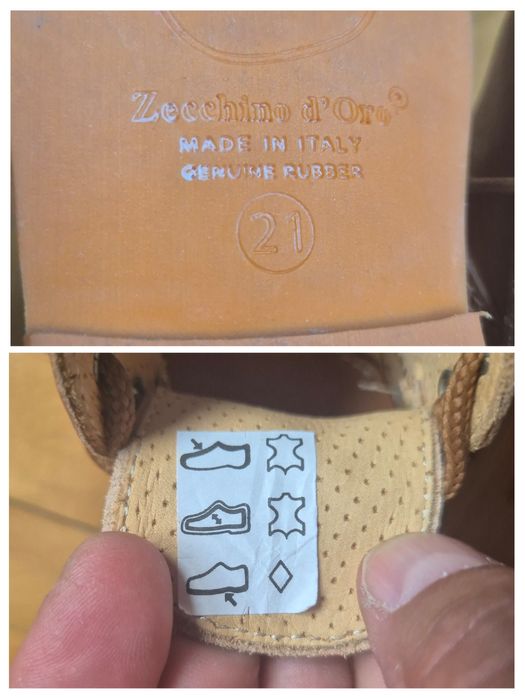 Zecchino d'Oro®
MADE IN ITALY
GENUINE RUBBER
21